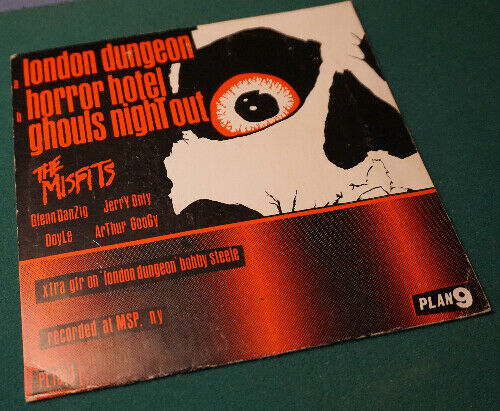 a london dungeon
b horror hotel
ghouls night out
THE
MISFITS
Glenn DanZig Jerry Only
DoyLe ArThur GooGy
xtra gtr on "london dungeon" bobby steele
recorded at MSP, ny
PLAN 9